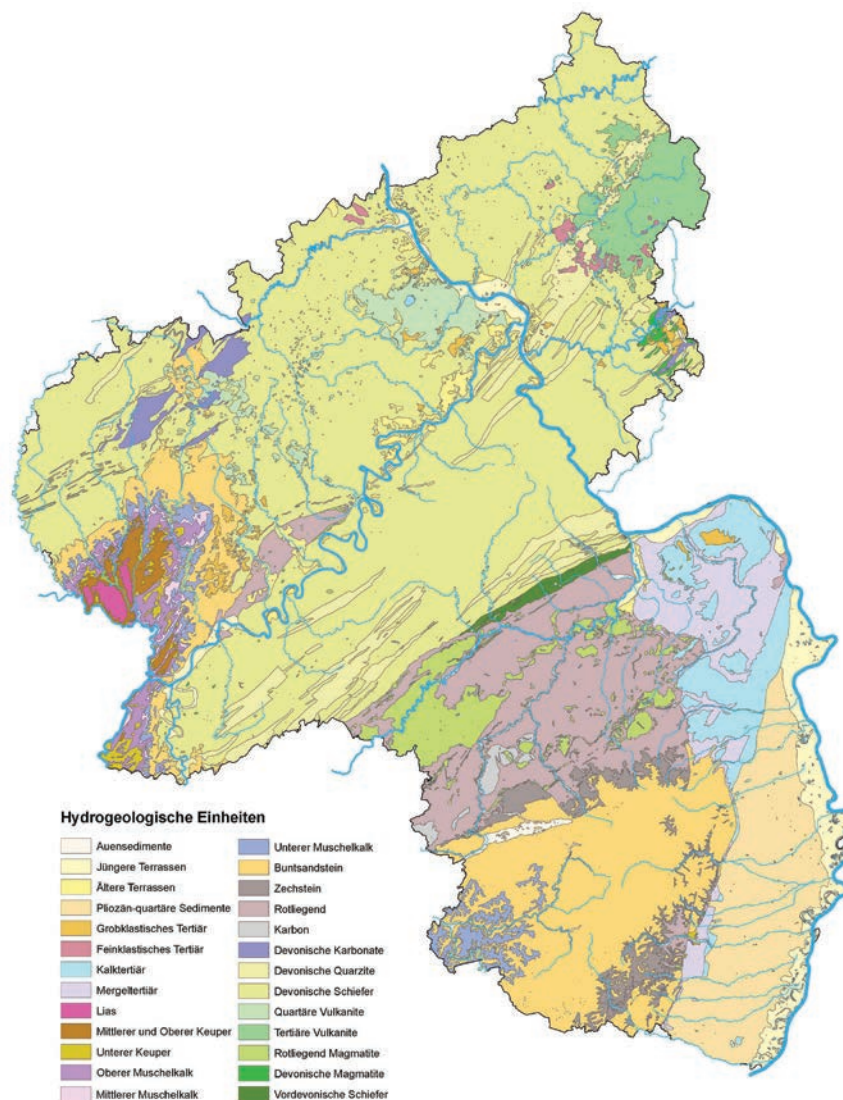 Hydrogeologische Einheiten
Auensedimente
Jüngere Terrassen
Ältere Terrassen
Pliozän-quartäre Sedimente
Grobklastisches Tertiär
Feinklastisches Tertiär
Kalktertiär
Mergeltertiär
Lias
Mittlerer und Oberer Keuper
Unterer Keuper
Oberer Muschelkalk
Mittlerer Muschelkalk
Unterer Muschelkalk
Buntsandstein
Zechstein
Rotliegend
Karbon
Devonische Karbonate
Devonische Quarzite
Devonische Schiefer
Quartäre Vulkanite
Tertiäre Vulkanite
Rotliegend Magmatite
Devonische Magmatite
Vordevonische Schiefer